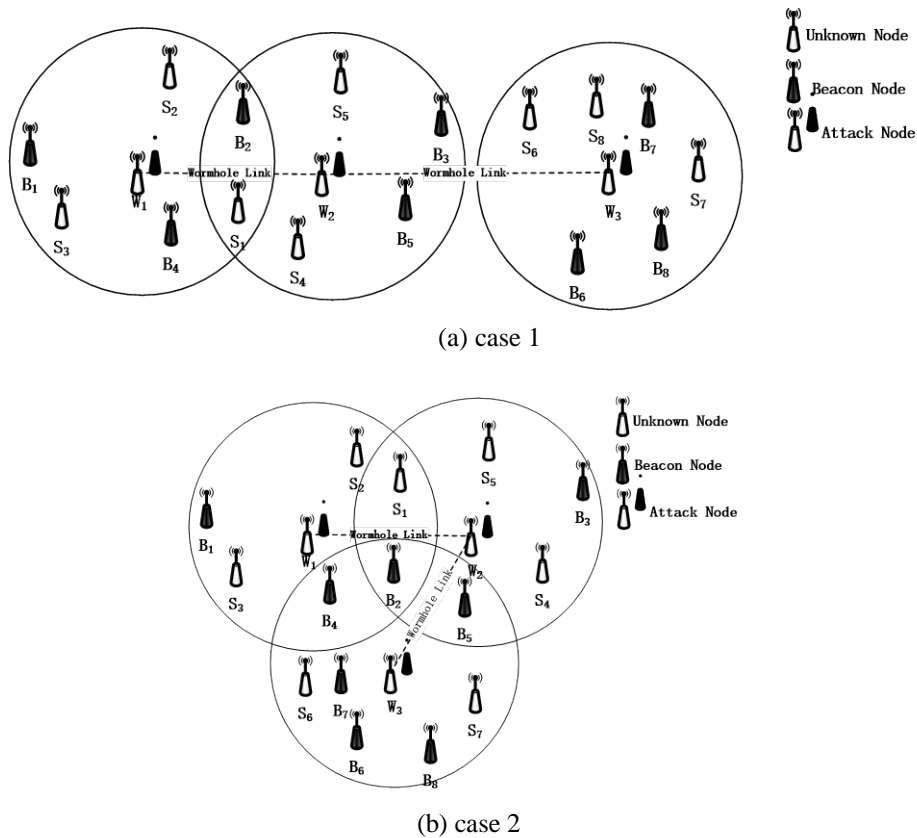 Unknown Node
Beacon Node
Attack Node
S2
S5
B2
B3
S6
S8
B7
B1
S7
Wormhole Link
Wormhole Link
W1
W2
W3
S3
B4
S1
S4
B5
B6
B8
(a) case 1
Unknown Node
Beacon Node
Attack Node
S2
S1
S5
B3
B1
Wormhole Link
W1
W2
S3
B4
B2
Wormhole Link
B5
S4
S6
B7
W3
S7
B6
B8
(b) case 2